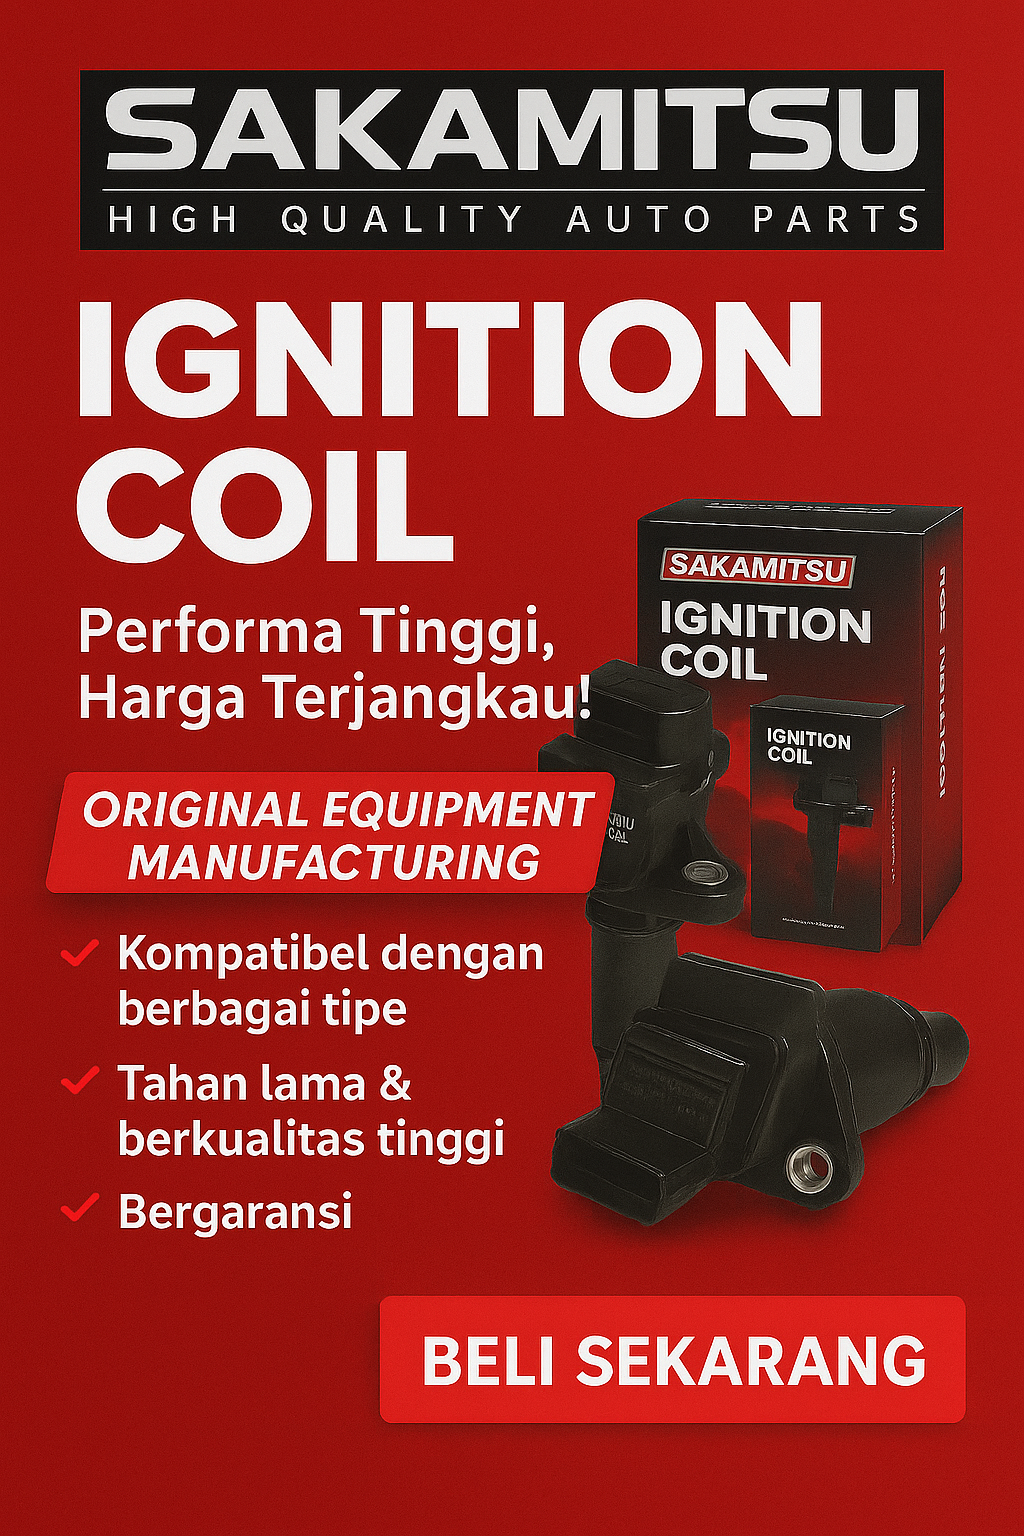 SAKAMITSU
HIGH QUALITY AUTO PARTS
IGNITION
COIL
Performa Tinggi,
Harga Terjangkau!
SAKAMITSU
IGNITION
COIL
IGNITION
COIL
ORIGINAL EQUIPMENT
MANUFACTURING
Kompatibel dengan
berbagai tipe
Tahan lama &
berkualitas tinggi
Bergaransi
BELI SEKARANG